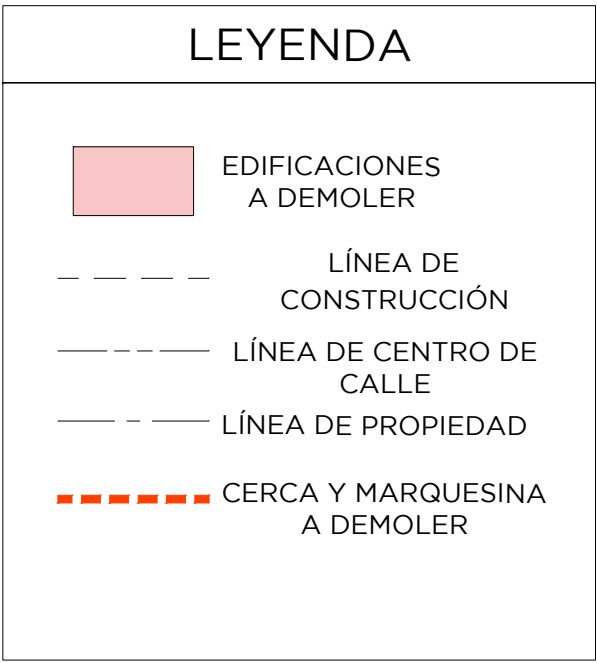 LEYENDA
EDIFICACIONES
A DEMOLER
LÍNEA DE
CONSTRUCCIÓN
LÍNEA DE CENTRO DE
CALLE
LÍNEA DE PROPIEDAD
CERCA Y MARQUESINA
A DEMOLER